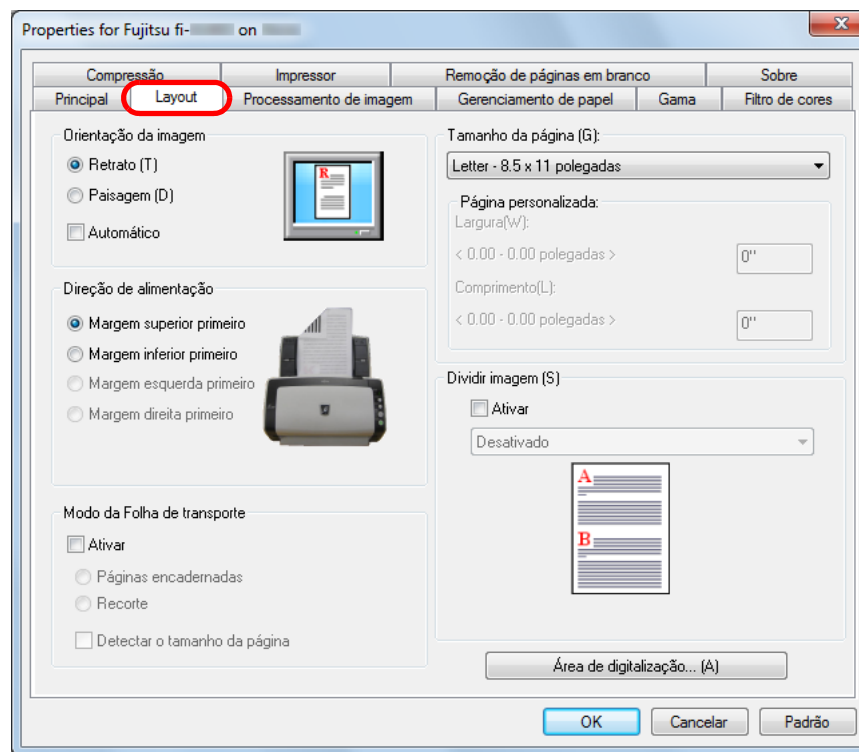 Properties for Fujitsu fi- on
Compressão Impressor Remoção de páginas em branco Sobre
Principal Layout Processamento de imagem Gerenciamento de papel Gama Filtro de cores
Orientação da imagem
Retrato (T)
Paisagem (D)
Automático
R
Direção de alimentação
Margem superior primeiro
Margem inferior primeiro
Margem esquerda primeiro
Margem direita primeiro
Modo da Folha de transporte
Ativar
Páginas encadernadas
Recorte
Detectar o tamanho da página
Tamanho da página (G):
Letter - 8.5 x 11 polegadas
Página personalizada:
Largura(W):
< 0.00 - 0.00 polegadas > 0''
Comprimento(L):
< 0.00 - 0.00 polegadas > 0''
Dividir imagem (S)
Ativar
Desativado
A
B
Área de digitalização... (A)
OK Cancelar Padrão